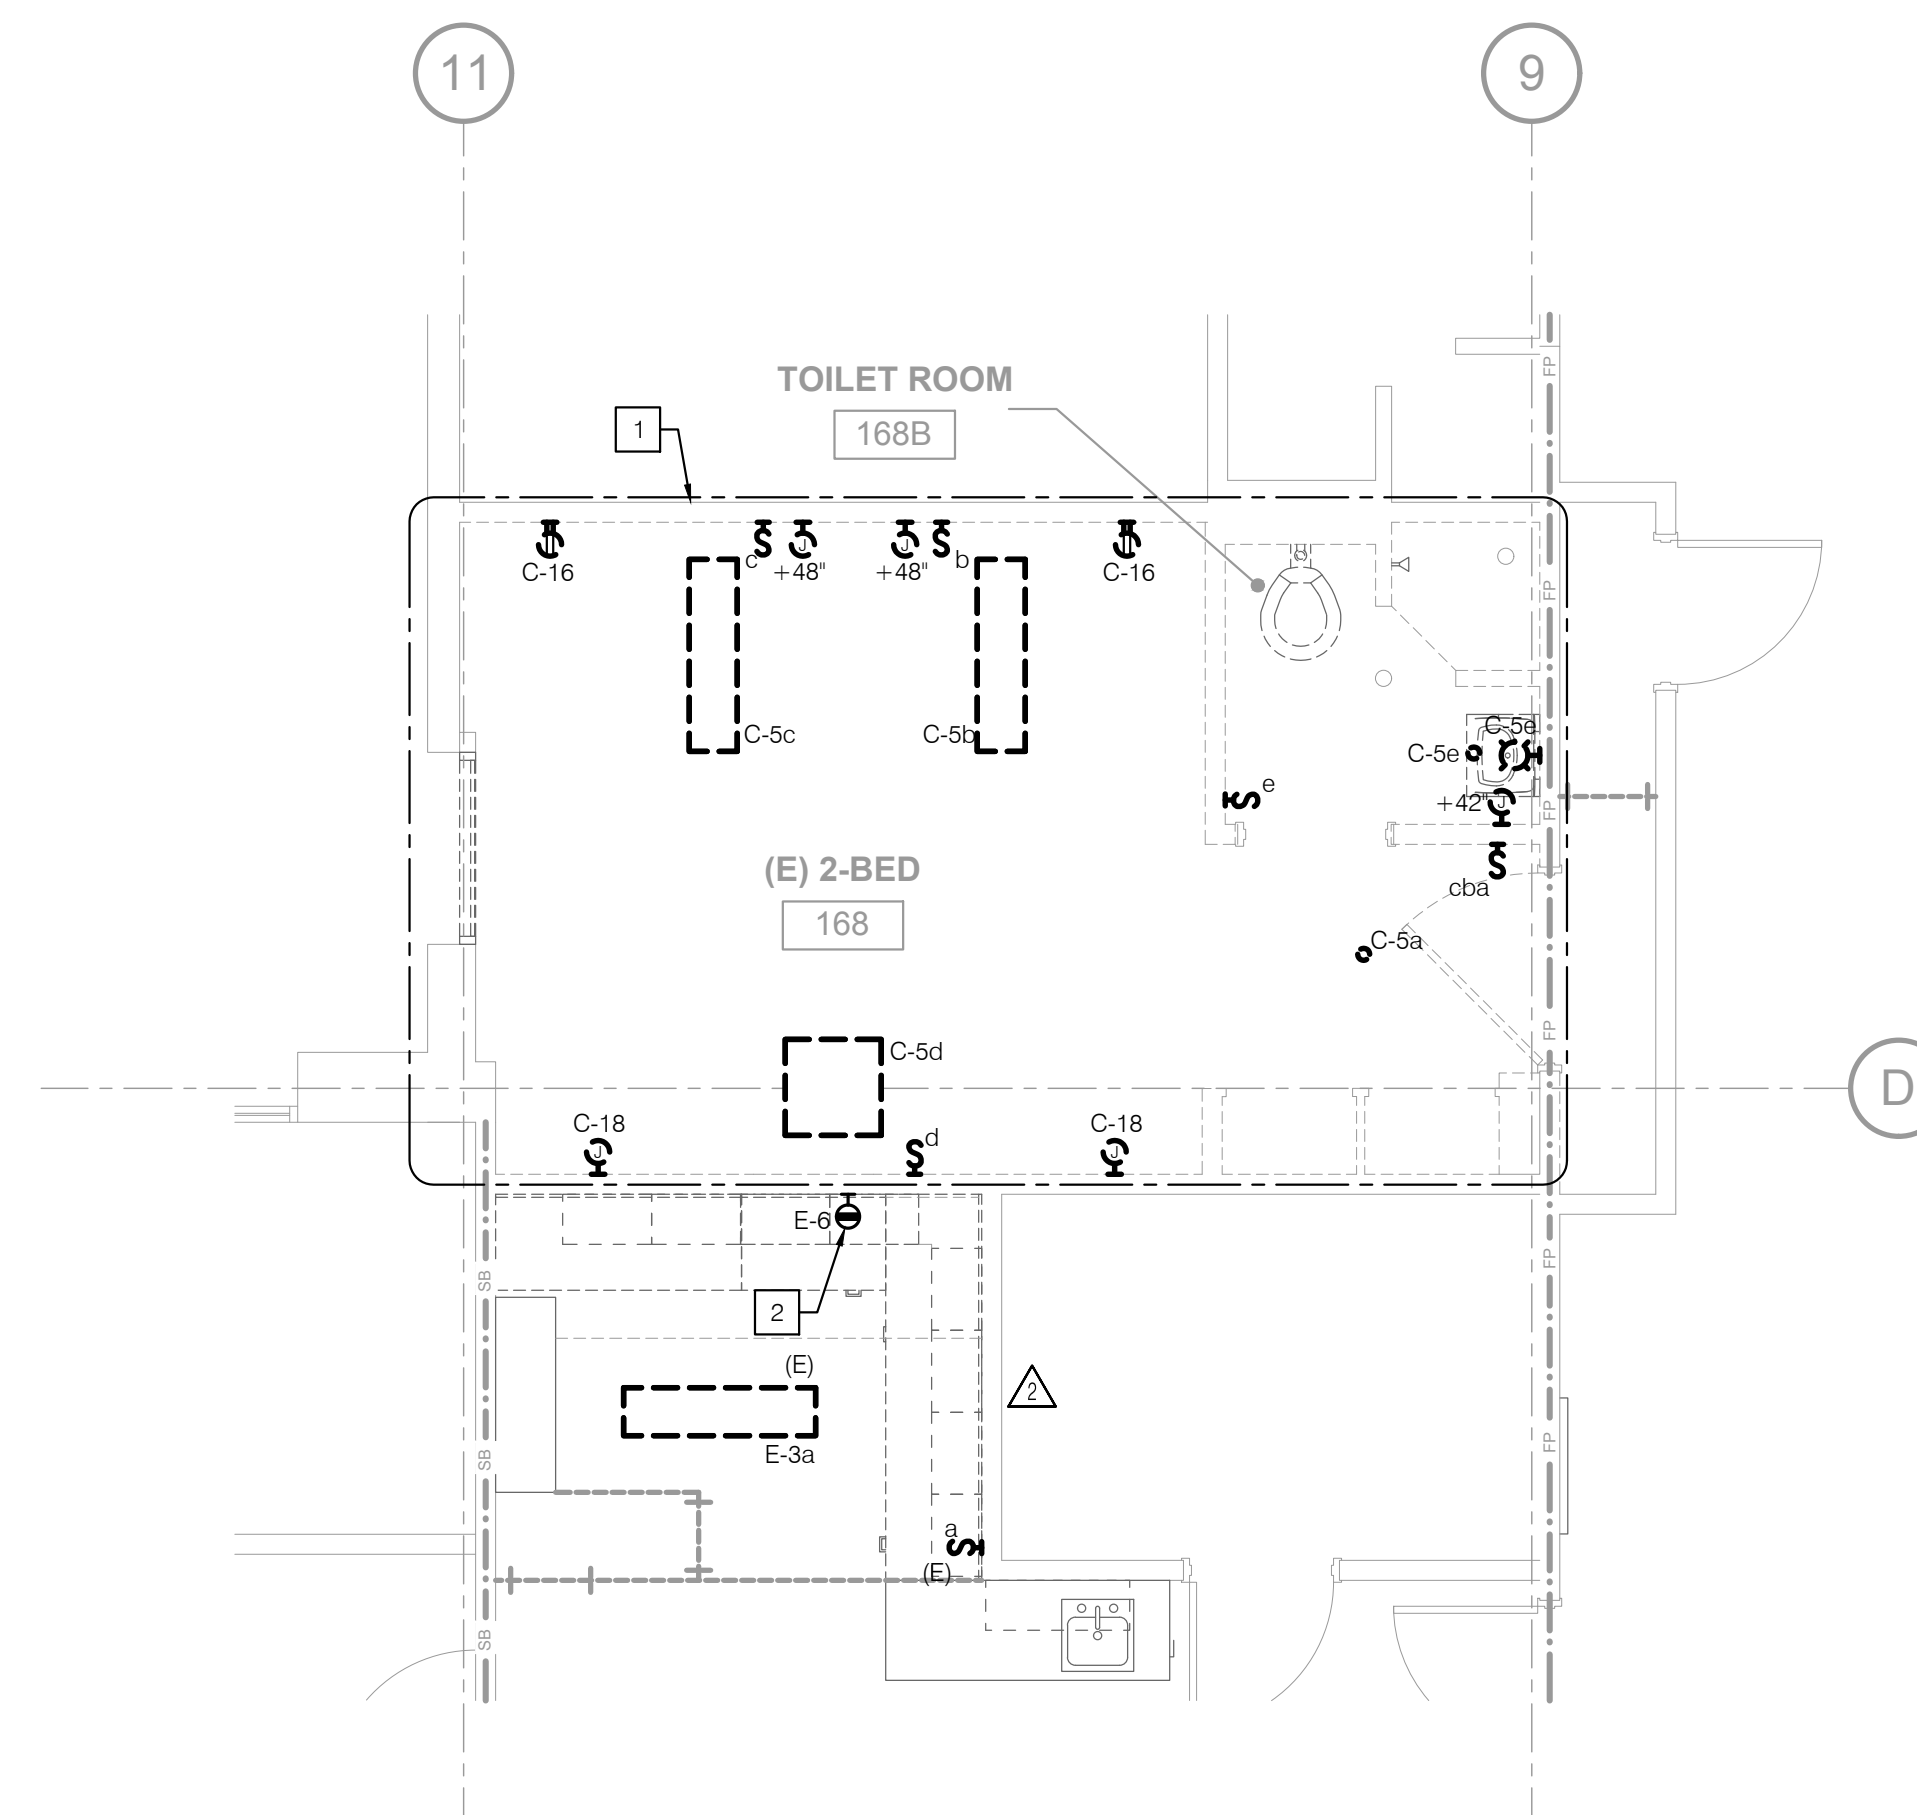 11
9
TOILET ROOM
1
168B
FP
c
J
J
b
+48"
+48"
C-16
C-16
FP
C-5c
C-5b
C-5e
C-5e
e
+42"
J
FP
(E) 2-BED
cba
168
C-5a
FP
C-5d
D
C-18
C-18
d
J
J
E-6
FP
SB
2
(E)
2
E-3a
FP
SB
a
(E)
SB